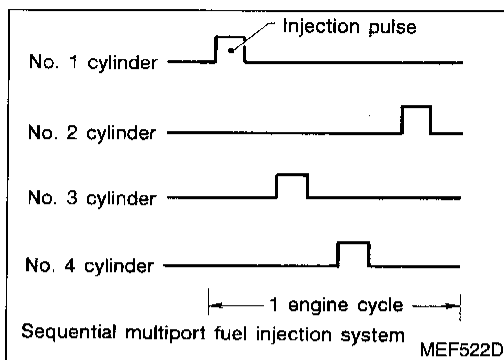 Injection pulse
No. 1 cylinder
No. 2 cylinder
No. 3 cylinder
No. 4 cylinder
1 engine cycle
Sequential multiport fuel injection system
MEF522D